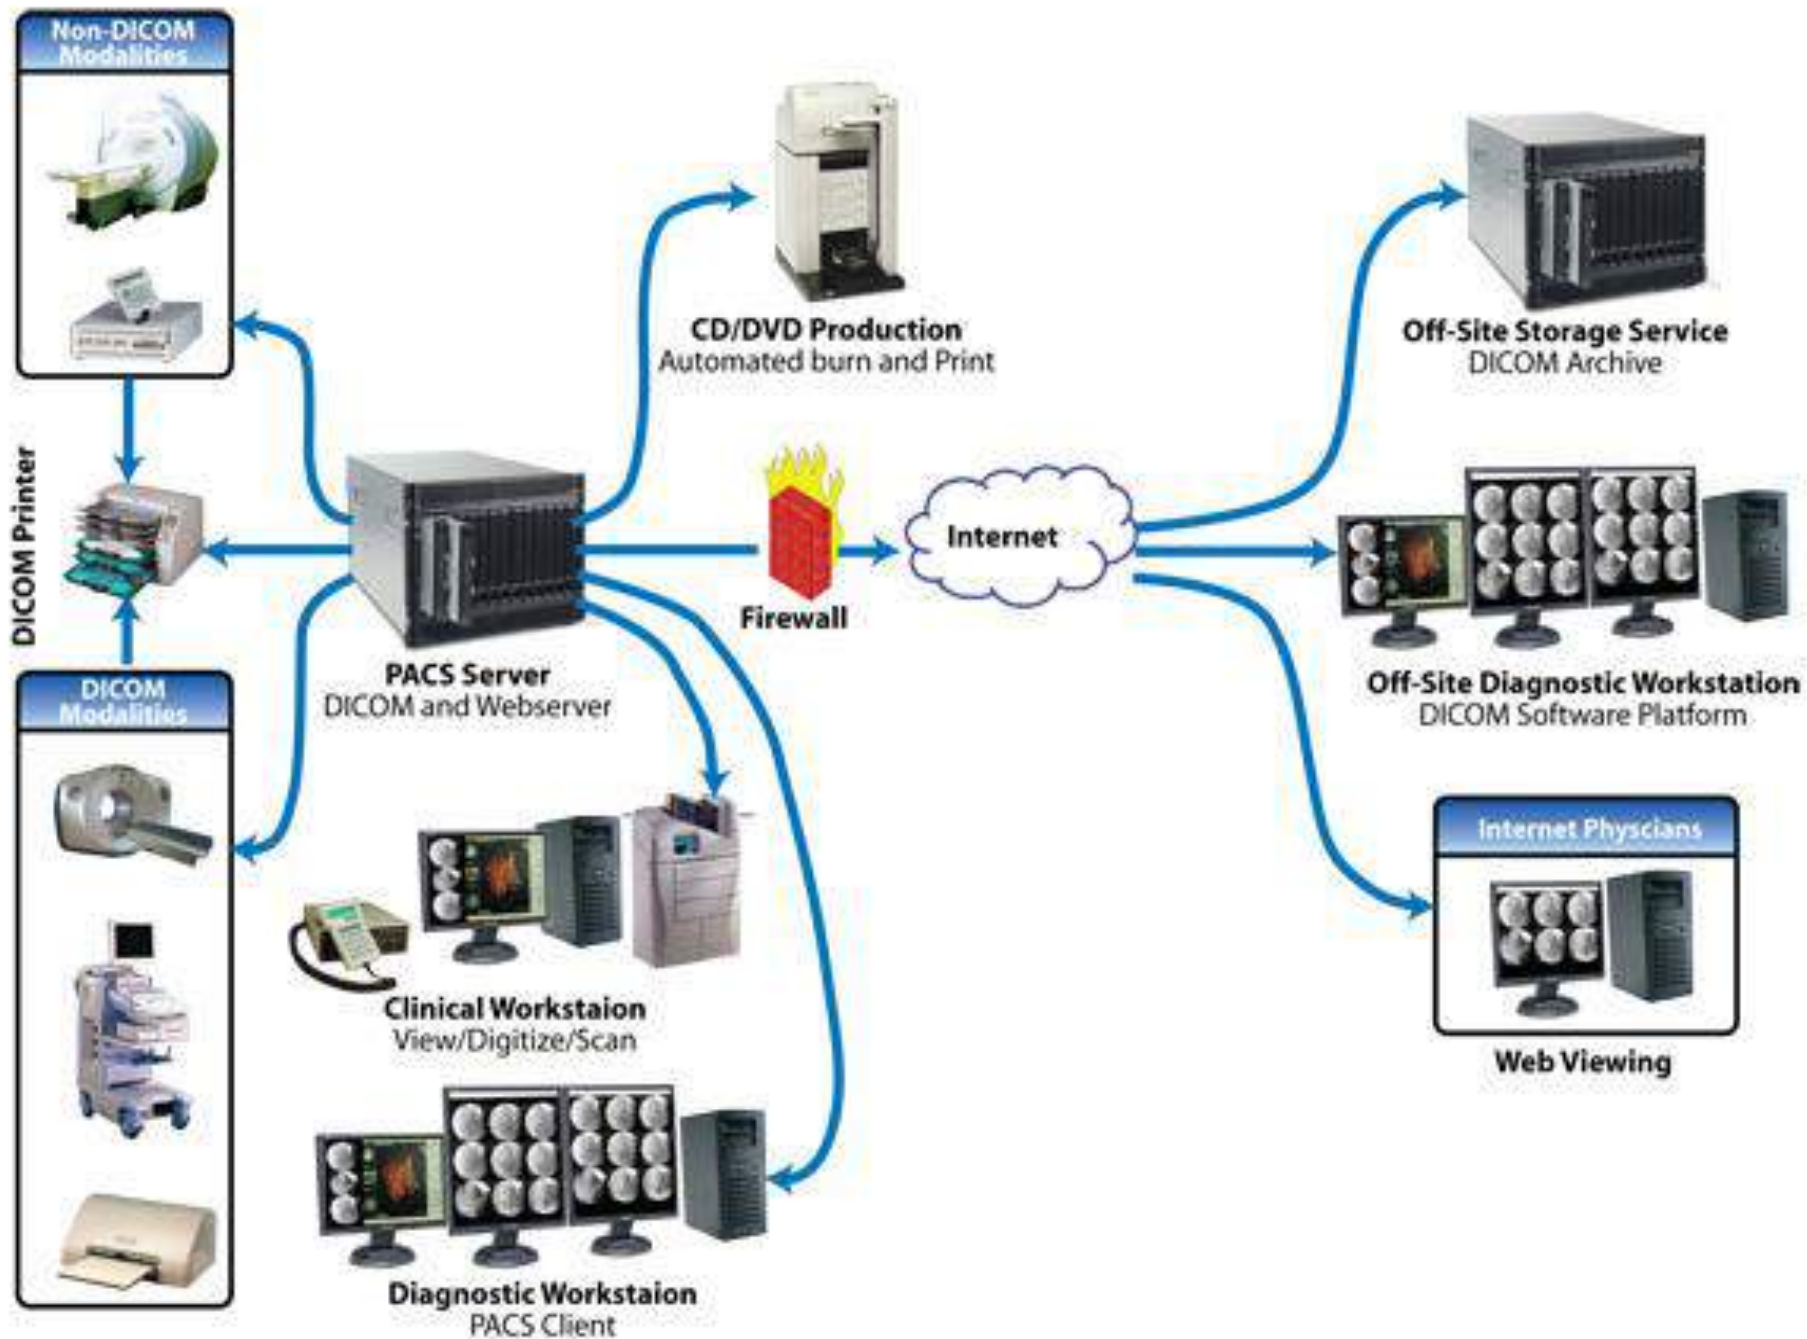 Non-DICOM
Modalities
CD/DVD Production
Automated burn and Print
Off-Site Storage Service
DICOM Archive
DICOM Printer
Internet
Firewall
PACS Server
DICOM and Webserver
Off-Site Diagnostic Workstation
DICOM Software Platform
DICOM
Modalities
Internet Physcians
Clinical Workstaion
View/Digitize/Scan
Web Viewing
Diagnostic Workstaion
PACS Client